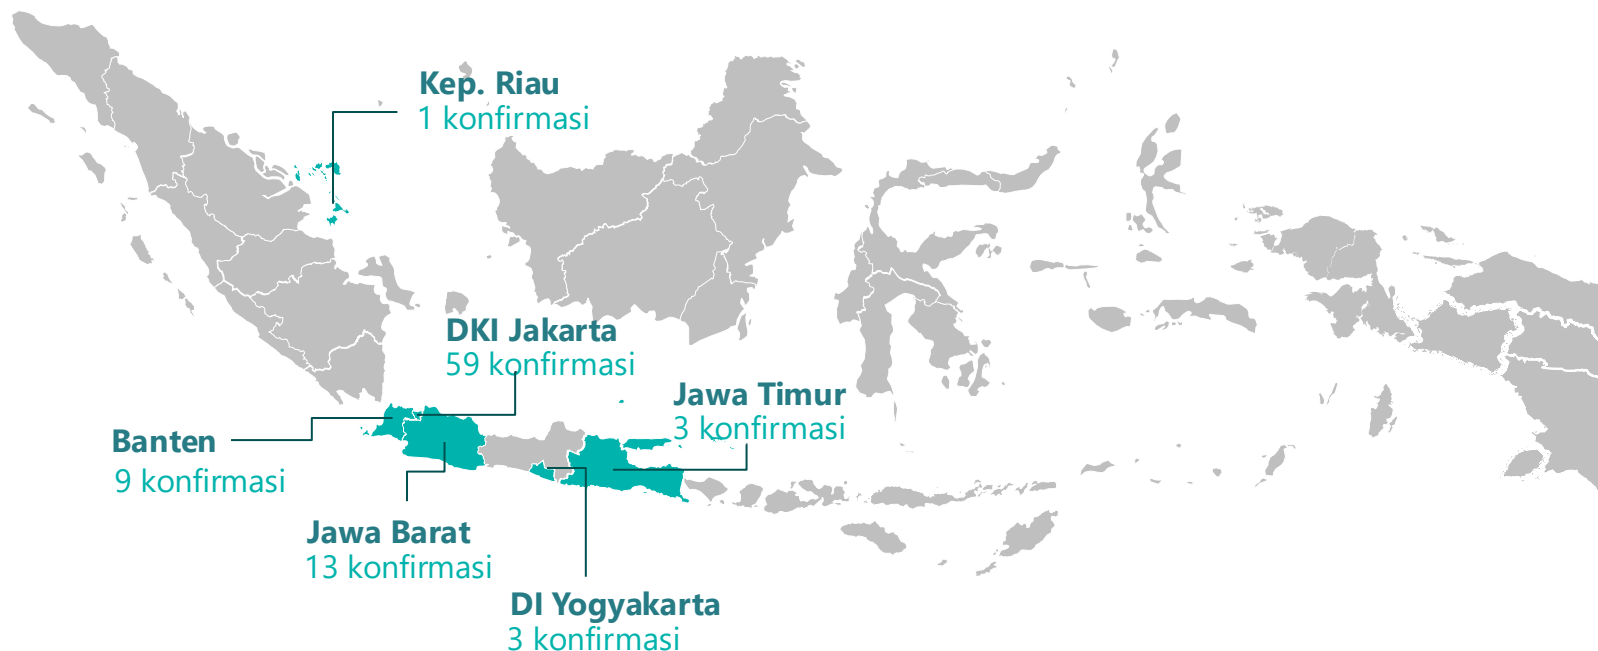 Kep. Riau
1 konfirmasi
DKI Jakarta
59 konfirmasi
Jawa Timur
3 konfirmasi
Banten
9 konfirmasi
Jawa Barat
13 konfirmasi
DI Yogyakarta
3 konfirmasi